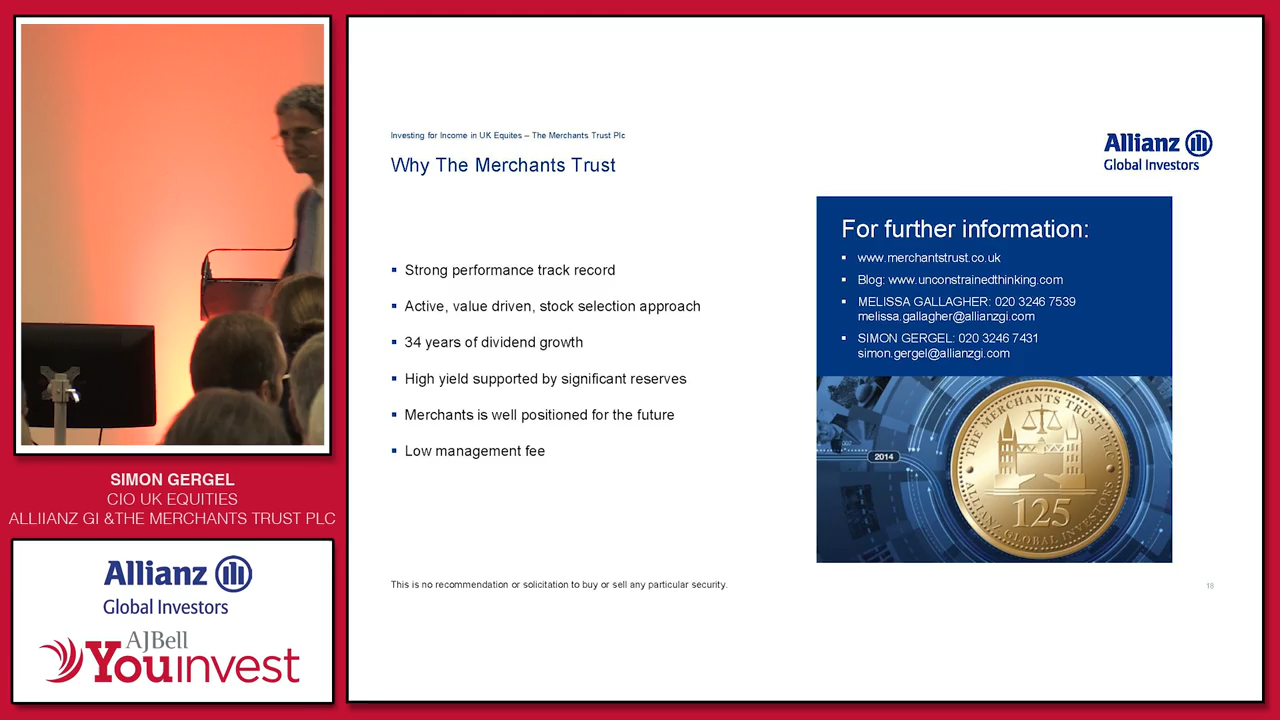 SIMON GERGEL
CIO UK EQUITIES
ALLIIANZ GI &THE MERCHANTS TRUST PLC
Allianz
Global Investors
AJBell
Youinvest
Investing for Income in UK Equites – The Merchants Trust Plc
Why The Merchants Trust
Allianz
Global Investors
▪ Strong performance track record
▪ Active, value driven, stock selection approach
▪ 34 years of dividend growth
▪ High yield supported by significant reserves
▪ Merchants is well positioned for the future
▪ Low management fee
For further information:
▪ www.merchantstrust.co.uk
▪ Blog: www.unconstrainedthinking.com
▪ MELISSA GALLAGHER: 020 3246 7539
melissa.gallagher@allianzgi.com
▪ SIMON GERGEL: 020 3246 7431
simon.gergel@allianzgi.com
2014
THE MERCHANTS TRUST PLC
125
ALLIANZ GLOBAL INVESTORS
This is no recommendation or solicitation to buy or sell any particular security.
18